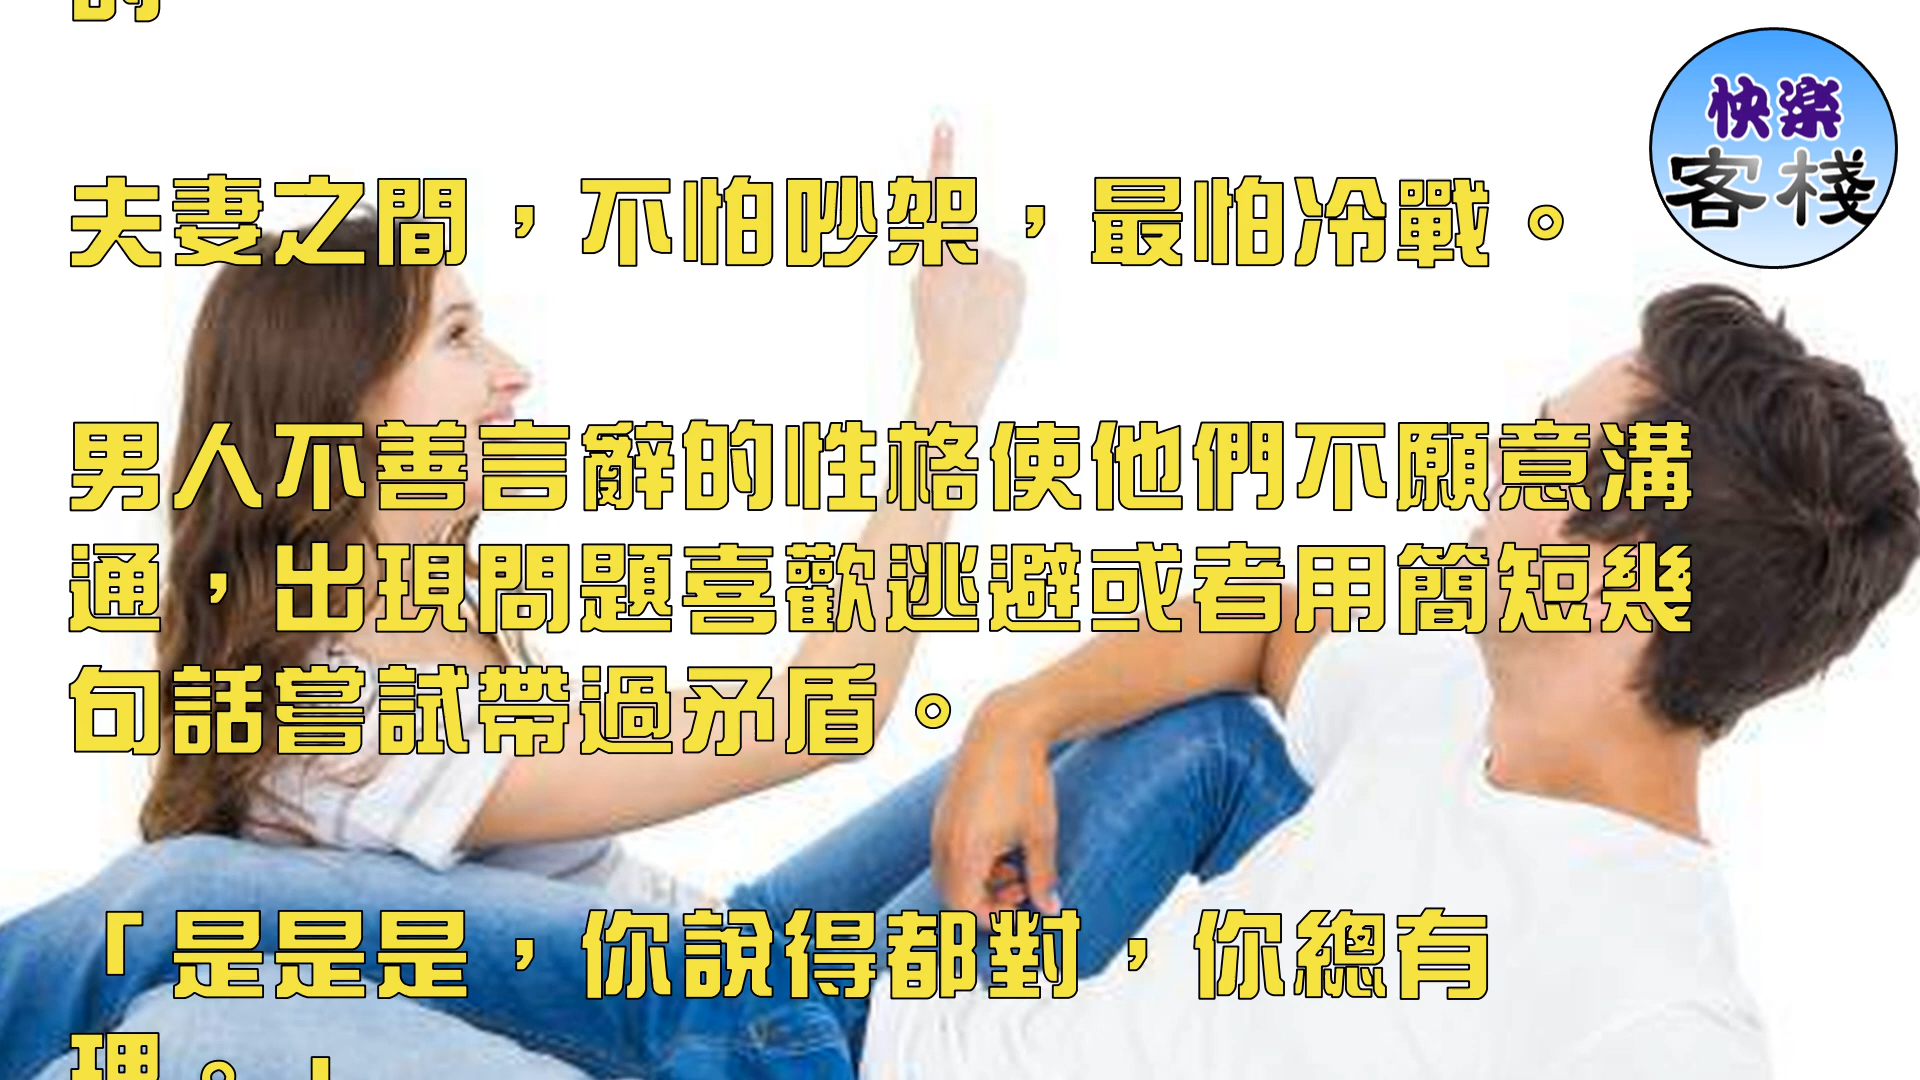 的
快楽
客棧
夫妻之間，不怕吵架，最怕冷戰。
男人不善言辭的性格使他們不願意溝
通，出現問題喜歡逃避或者用簡短幾
句話嘗試帶過矛盾。
「是是是，你說得都對，你總有
理。」